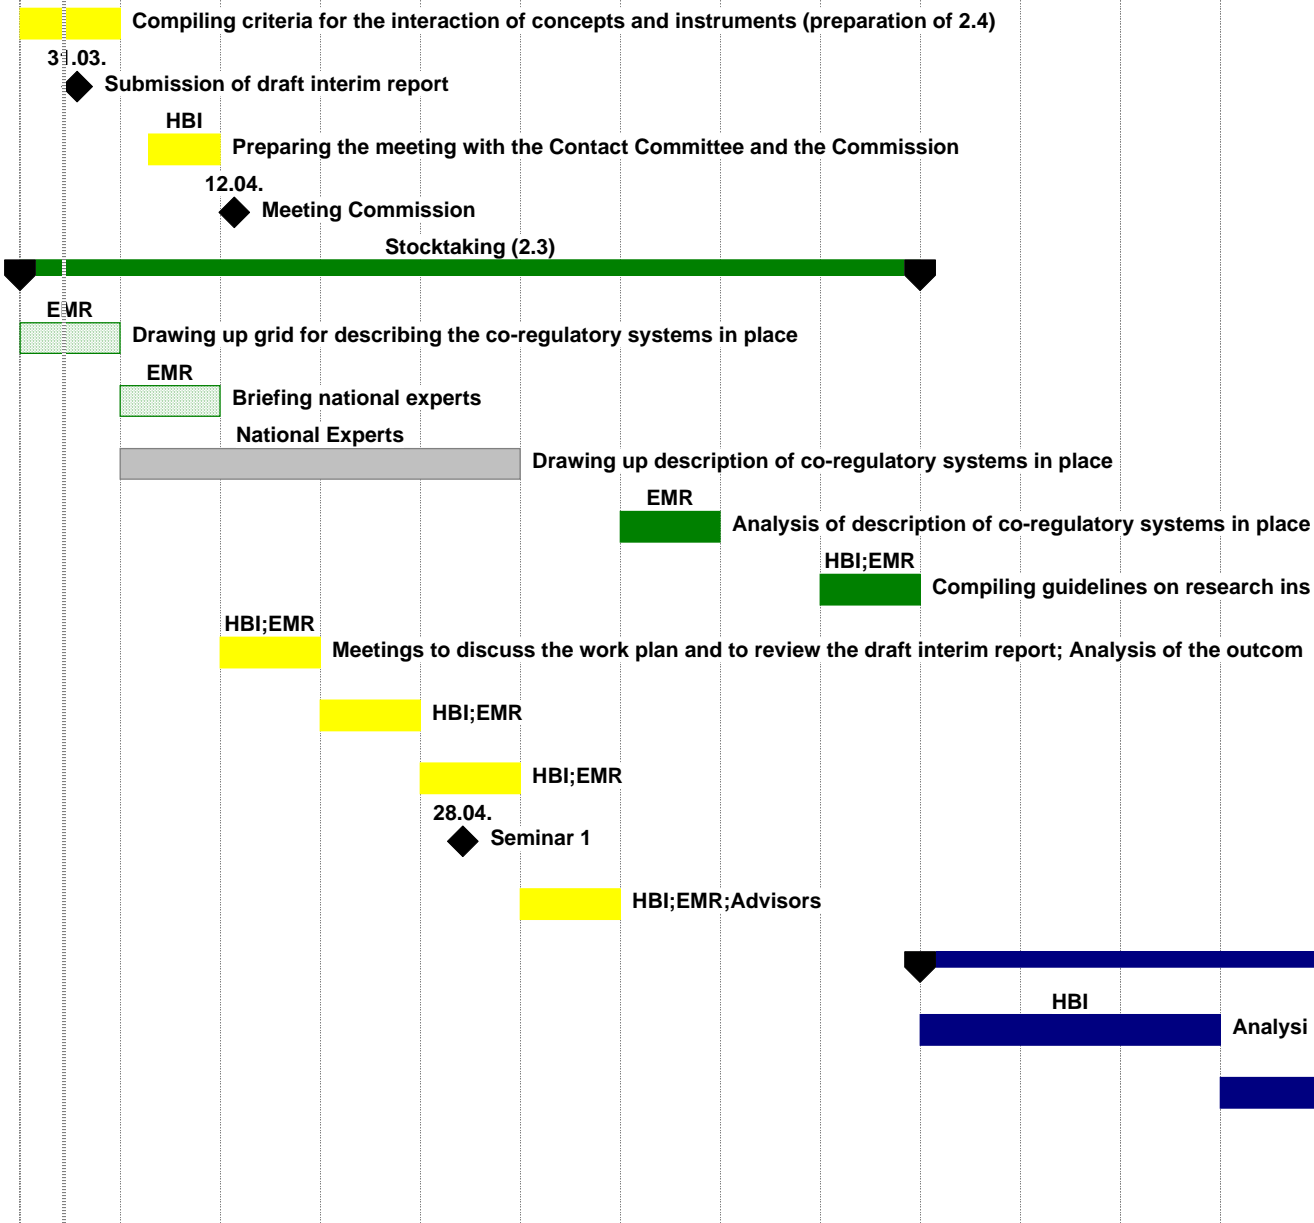 Compiling criteria for the interaction of concepts and instruments (preparation of 2.4)
31.03.
Submission of draft interim report
HBI
Preparing the meeting with the Contact Committee and the Commission
12.04.
Meeting Commission
Stocktaking (2.3)
EMR
Drawing up grid for describing the co-regulatory systems in place
EMR
Briefing national experts
National Experts
Drawing up description of co-regulatory systems in place
EMR
Analysis of description of co-regulatory systems in place
HBI;EMR
Compiling guidelines on research ins
HBI;EMR
Meetings to discuss the work plan and to review the draft interim report; Analysis of the outcom
HBI;EMR
HBI;EMR
28.04.
Seminar 1
HBI;EMR;Advisors
HBI
Analysi